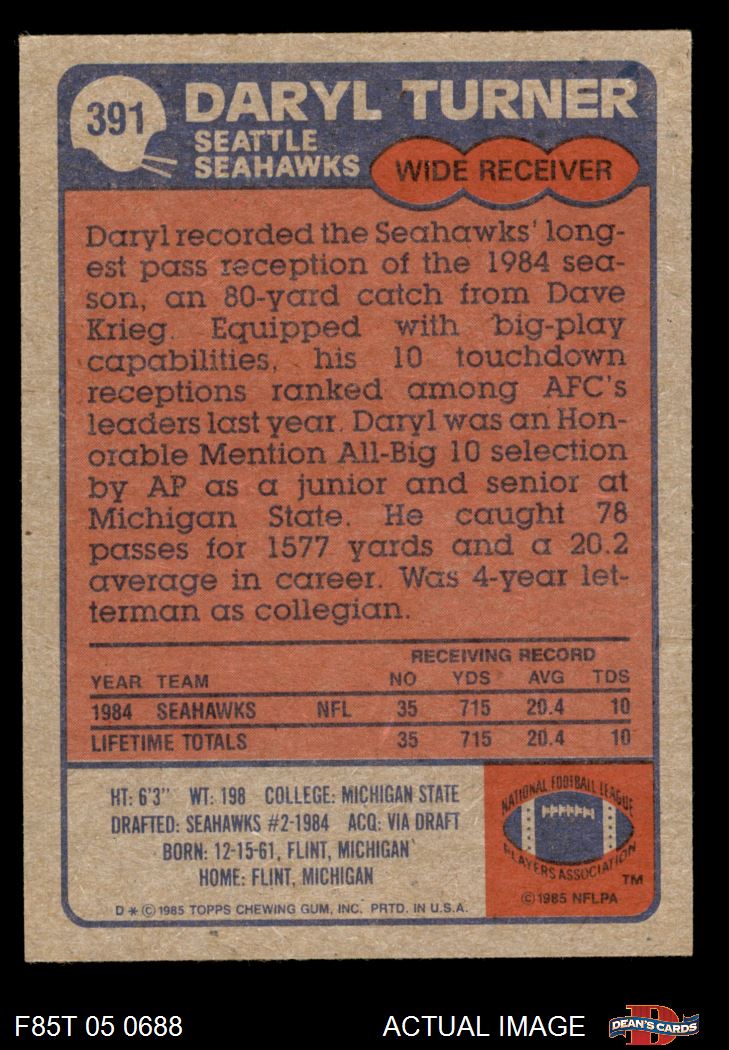 391
DARYL TURNER
SEATTLE
SEAHAWKS
WIDE RECEIVER
Daryl recorded the Seahawks' long-
est pass reception of the 1984 sea-
son, an 80-yard catch from Dave
Krieg. Equipped with big-play
capabilities, his 10 touchdown
receptions ranked among AFC's
leaders last year. Daryl was an Hon-
orable Mention All-Big 10 selection
by AP as a junior and senior at
Michigan State. He caught 78
passes for 1577 yards and a 20.2
average in career. Was 4-year let-
terman as collegian.
RECEIVING RECORD
YEAR TEAM NO YDS AVG TDS
1984 SEAHAWKS NFL 35 715 20.4 10
LIFETIME TOTALS 35 715 20.4 10
HT: 6'3" WT: 198 COLLEGE: MICHIGAN STATE
DRAFTED: SEAHAWKS #2-1984 ACQ: VIA DRAFT
BORN: 12-15-61, FLINT, MICHIGAN
HOME: FLINT, MICHIGAN
D * © 1985 TOPPS CHEWING GUM, INC. PRTD. IN U.S.A.
NATIONAL FOOTBALL LEAGUE
PLAYERS ASSOCIATION
TM
© 1985 NFLPA
F85T 05 0688
ACTUAL IMAGE
D
DEAN'S CARDS